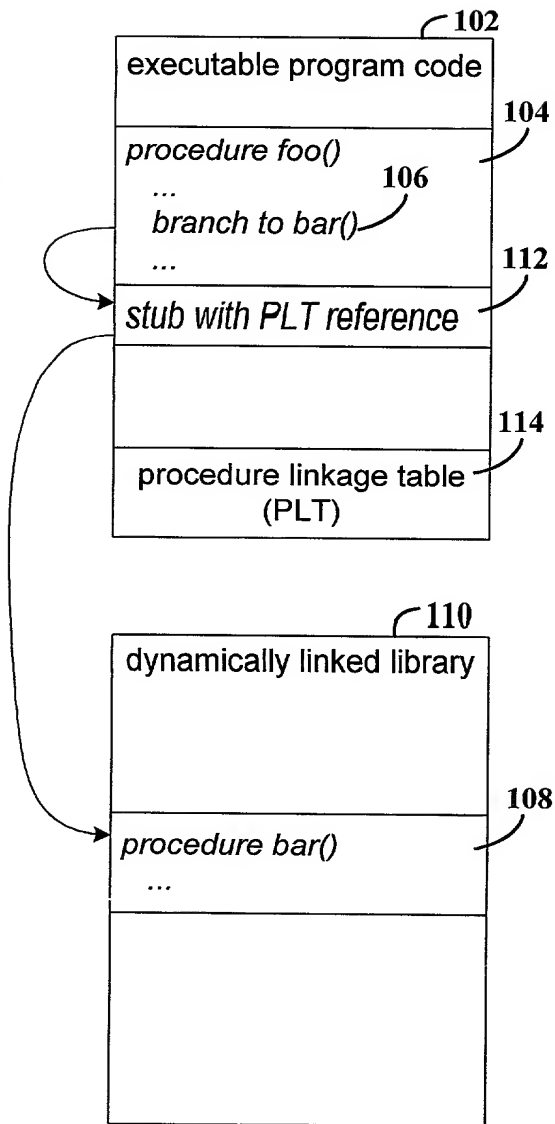 102
executable program code
104
procedure foo()
...
106
branch to bar()
...
112
stub with PLT reference
114
procedure linkage table
(PLT)
110
dynamically linked library
108
procedure bar()
...